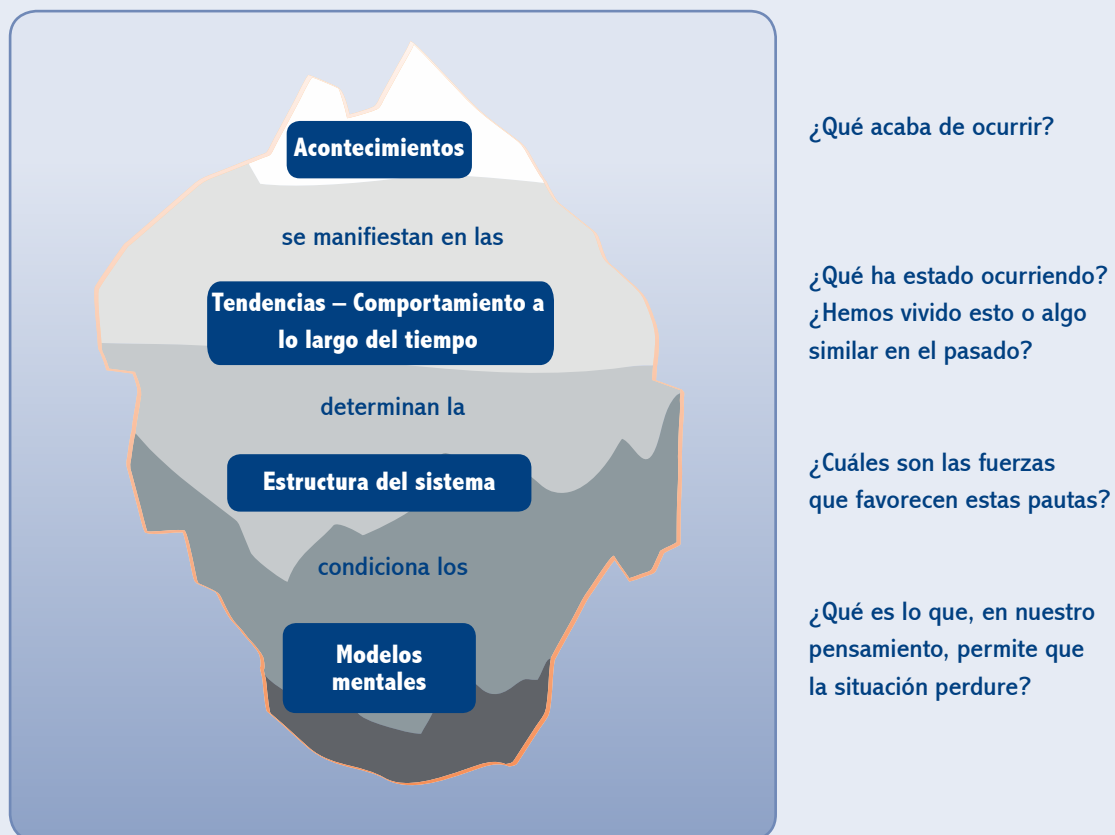 Acontecimientos
¿Qué acaba de ocurrir?
se manifiestan en las
Tendencias – Comportamiento a
lo largo del tiempo
¿Qué ha estado ocurriendo?
¿Hemos vivido esto o algo
similar en el pasado?
determinan la
Estructura del sistema
¿Cuáles son las fuerzas
que favorecen estas pautas?
condiciona los
Modelos
mentales
¿Qué es lo que, en nuestro
pensamiento, permite que
la situación perdure?